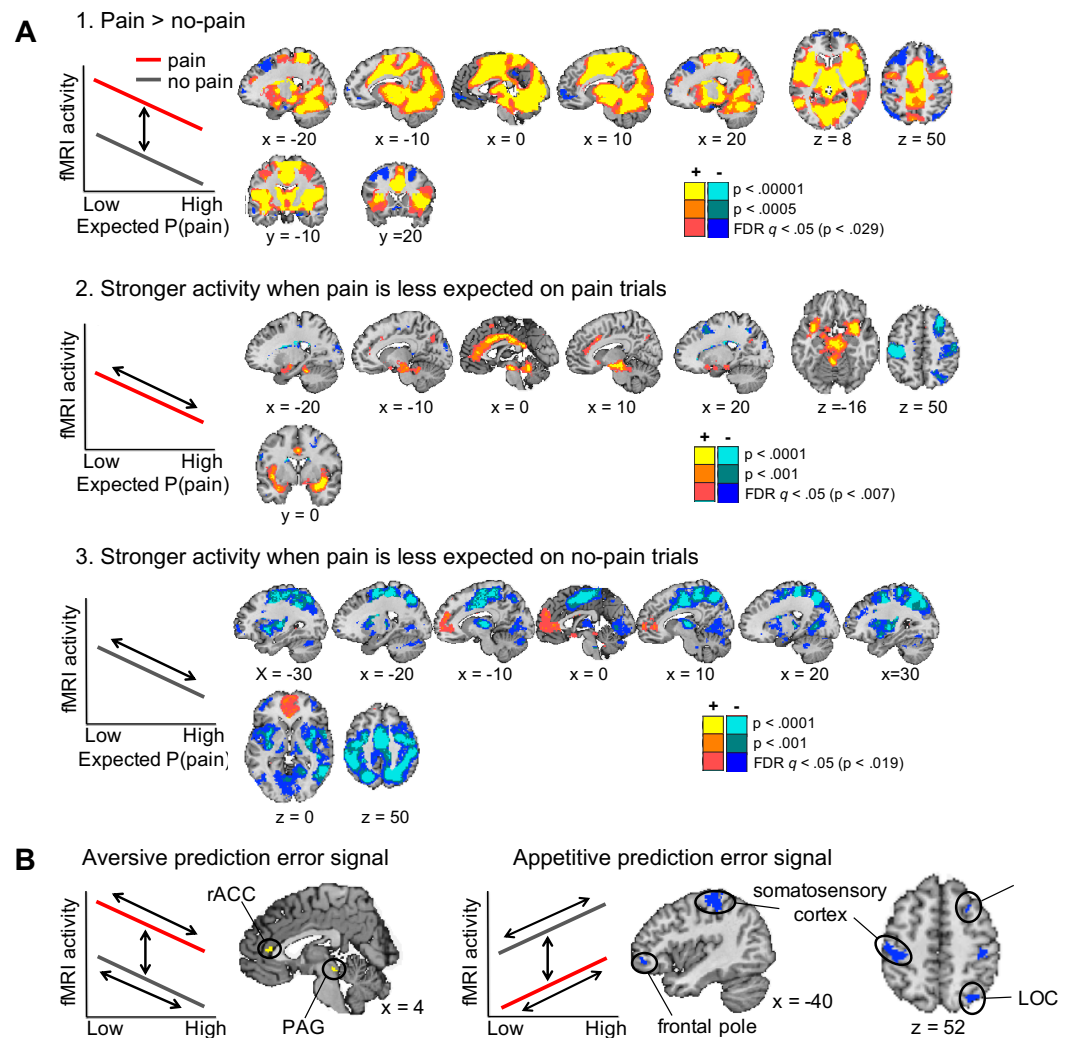 A
1. Pain > no-pain
pain
no pain
fMRI activity
Low High
Expected P(pain)
x = -20 x = -10 x = 0 x = 10 x = 20 z = 8 z = 50
y = -10 y =20
+ -
p < .00001
p < .0005
FDR q < .05 (p < .029)
2. Stronger activity when pain is less expected on pain trials
fMRI activity
Low High
Expected P(pain)
x = -20 x = -10 x = 0 x = 10 x = 20 z =-16 z = 50
y = 0
+ -
p < .0001
p < .001
FDR q < .05 (p < .007)
3. Stronger activity when pain is less expected on no-pain trials
fMRI activity
Low High
Expected P(pain)
X = -30 x = -20 x = -10 x = 0 x = 10 x = 20 x=30
z = 0 z = 50
+ -
p < .0001
p < .001
FDR q < .05 (p < .019)
B
Aversive prediction error signal
fMRI activity
Low High
rACC
PAG
x = 4
Appetitive prediction error signal
fMRI activity
Low High
somatosensory
cortex
frontal pole
x = -40
LOC
z = 52